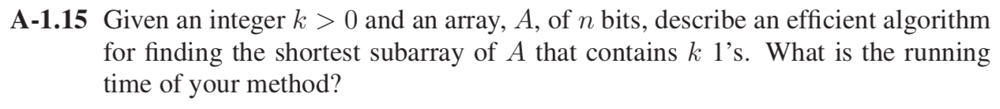 A-1.15 Given an integer k > 0 and an array, A, of n bits, describe an efficient algorithm
for finding the shortest subarray of A that contains k 1’s. What is the running
time of your method?